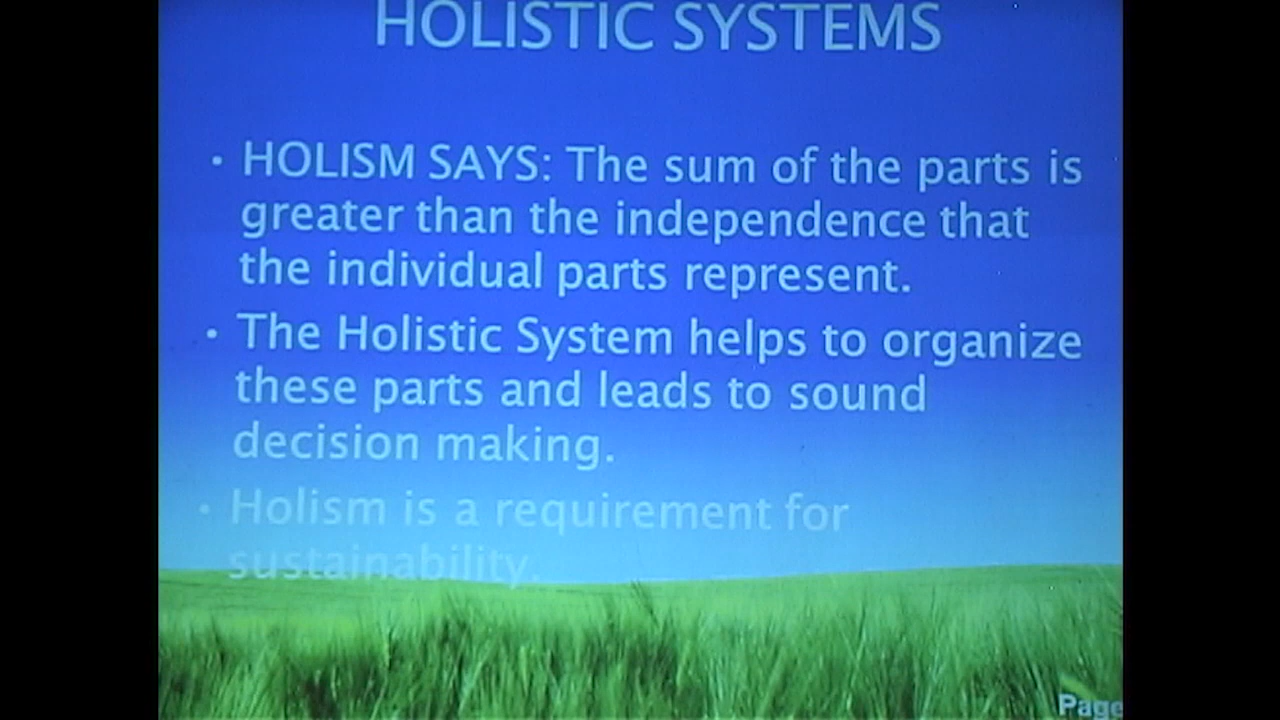 HOLISTIC SYSTEMS
• HOLISM SAYS: The sum of the parts is
greater than the independence that
the individual parts represent.
• The Holistic System helps to organize
these parts and leads to sound
decision making.
• Holism is a requirement for
sustainability.
Page